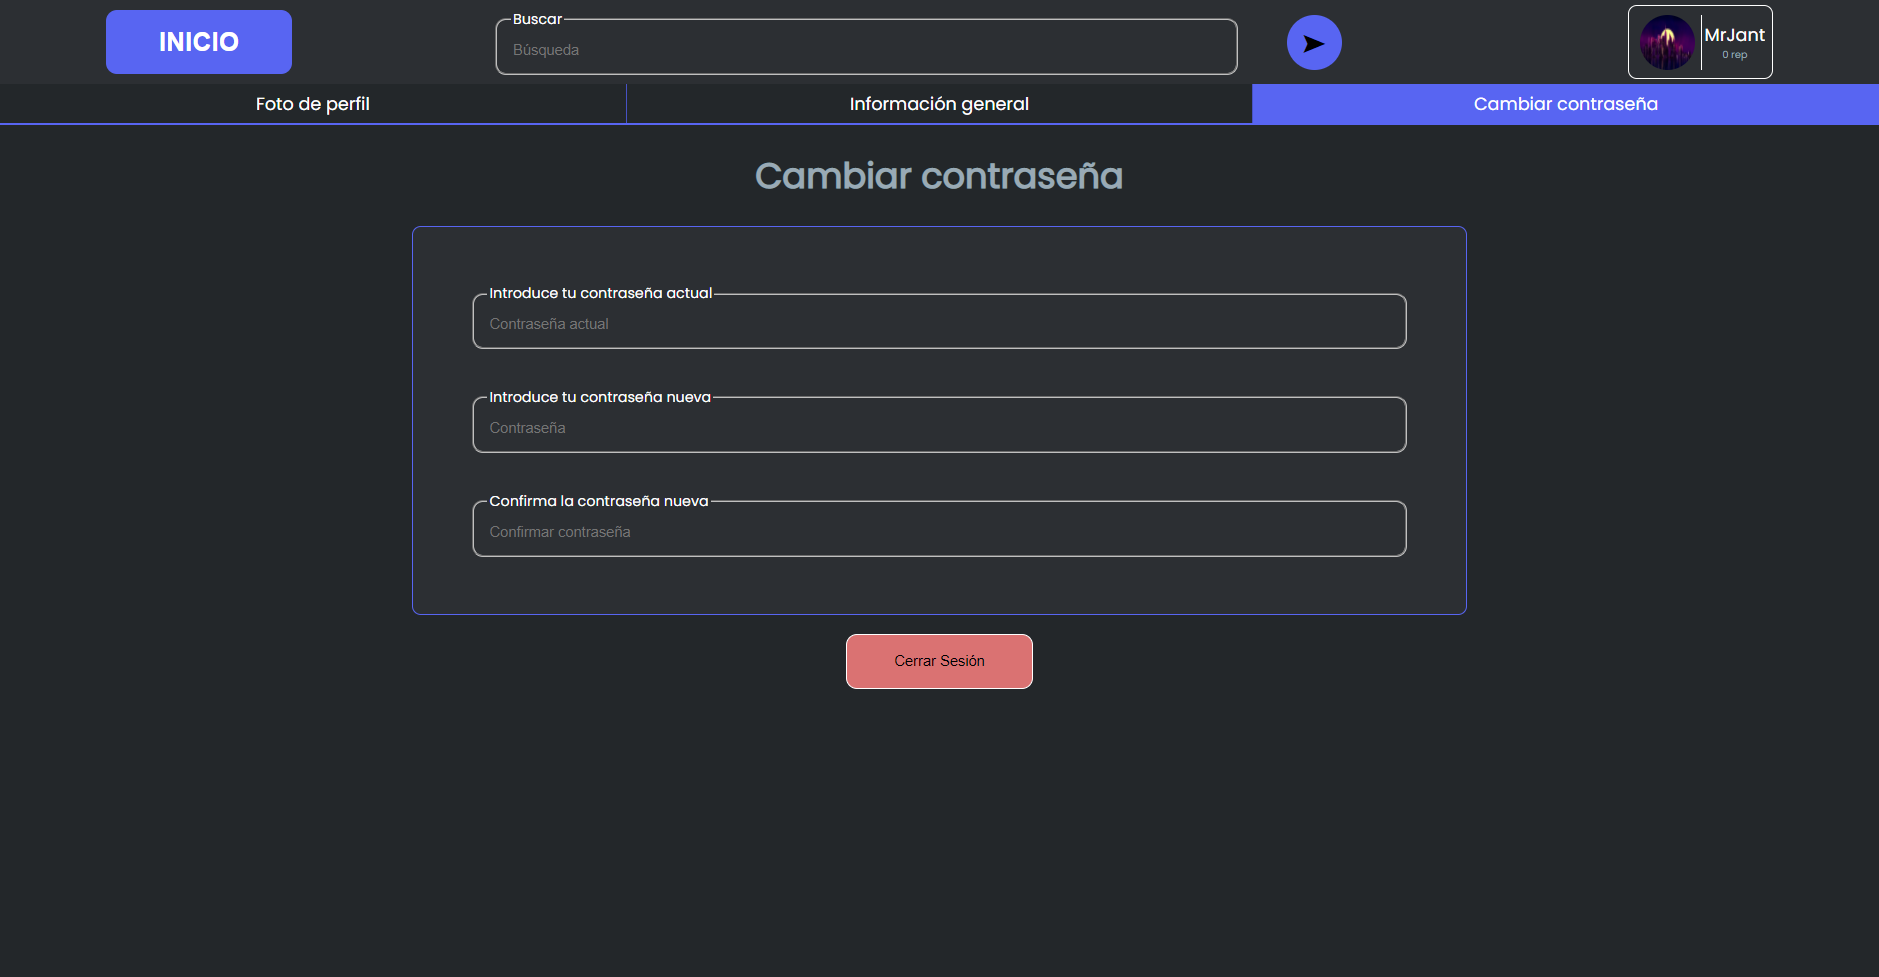 INICIO
Buscar
Búsqueda
MrJant
0 rep
Foto de perfil
Información general
Cambiar contraseña
Cambiar contraseña
Introduce tu contraseña actual
Contraseña actual
Introduce tu contraseña nueva
Contraseña
Confirma la contraseña nueva
Confirmar contraseña
Cerrar Sesión